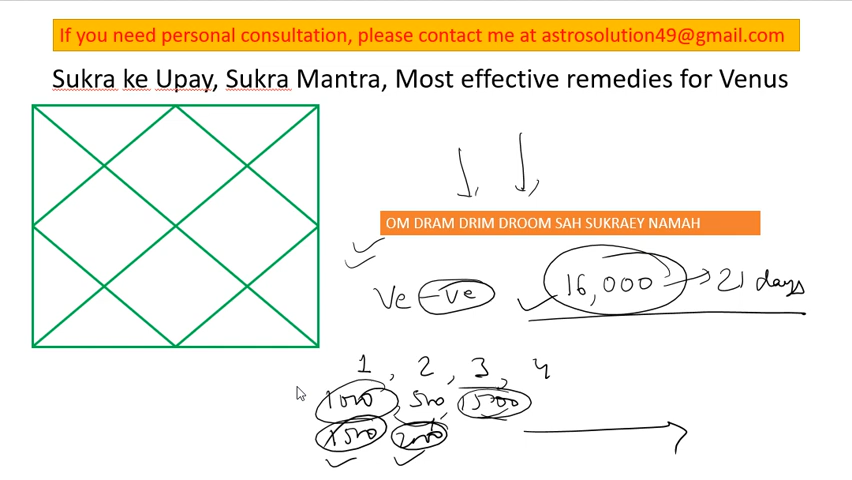 If you need personal consultation, please contact me at astrosolution49@gmail.com
Sukra ke Upay, Sukra Mantra, Most effective remedies for Venus
OM DRAM DRIM DROOM SAH SUKRAEY NAMAH
Ve -ve 16,000 → 21 days
1, 2, 3, 4
1000 500 1500
1500 2000